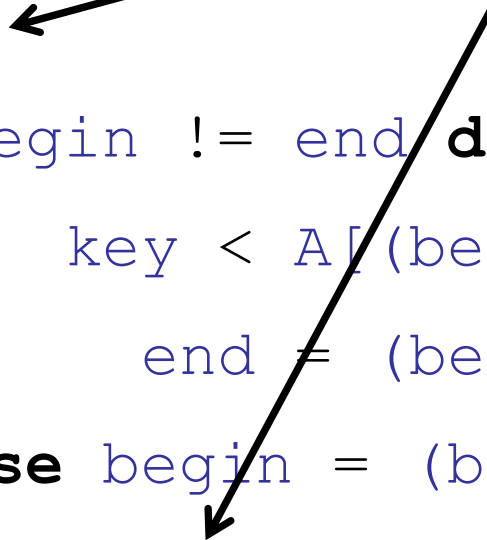 egin != end d
key < A[(be
end = (be
se begin = (b